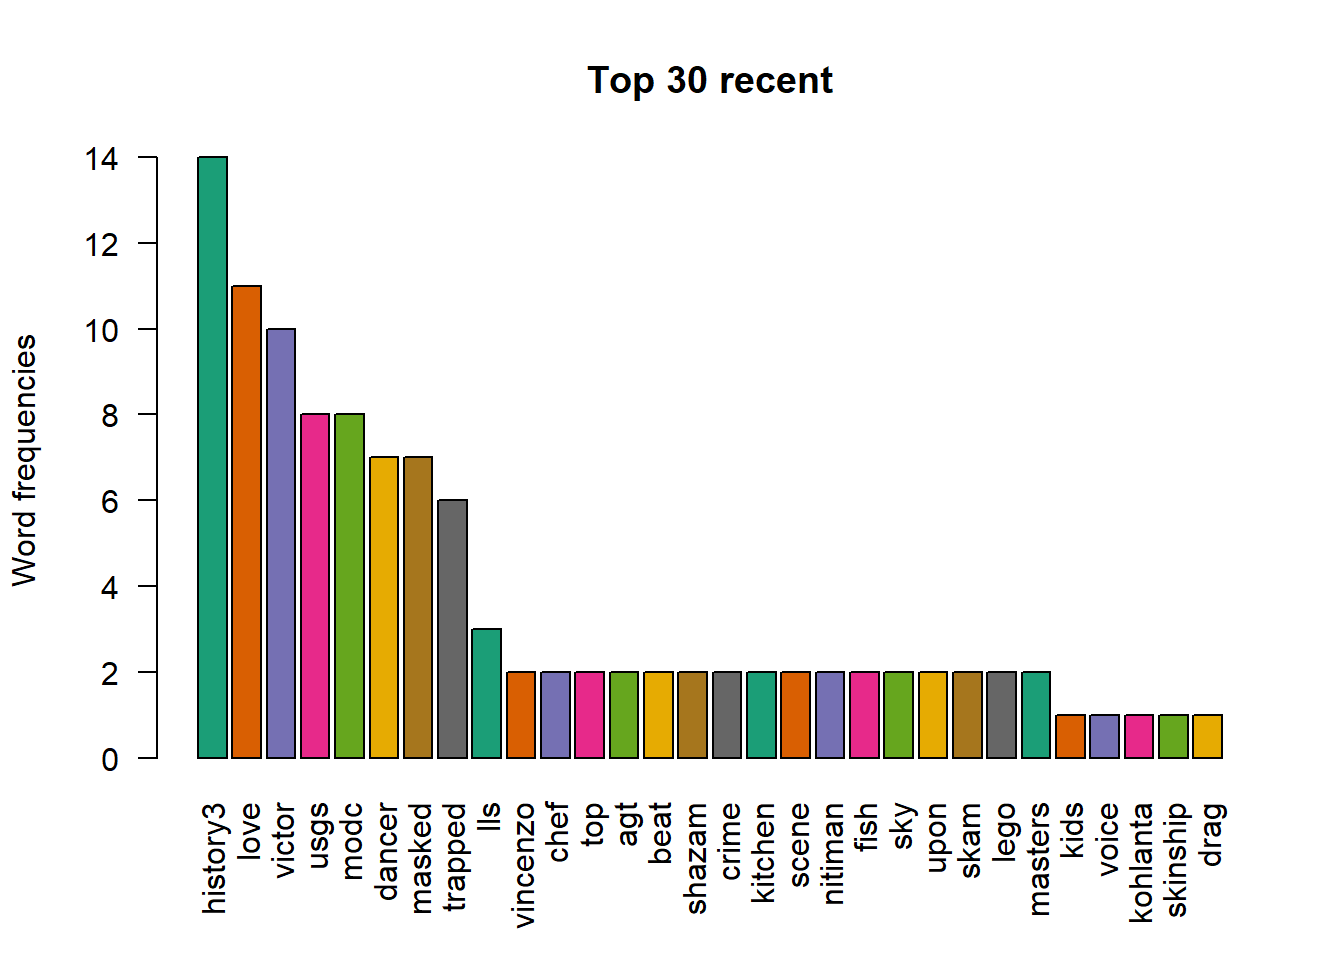 Top 30 recent
Word frequencies
14
12
10
8
6
4
2
0
history3
love
victor
usgs
modc
dancer
masked
trapped
lls
vincenzo
chef
top
agt
beat
shazam
crime
kitchen
scene
nitiman
fish
sky
upon
skam
lego
masters
kids
voice
kohlanta
skinship
drag